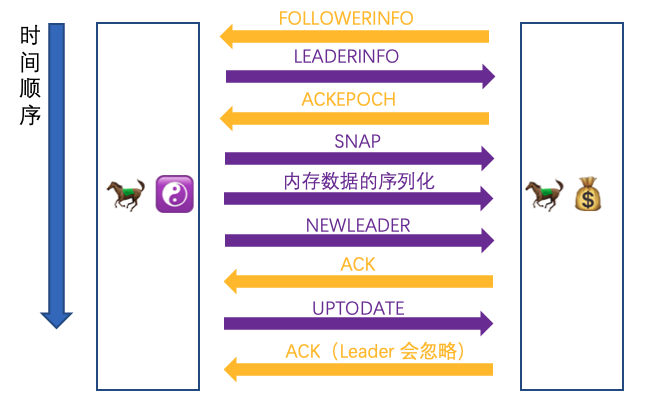 时间顺序
FOLLOWERINFO
LEADERINFO
ACKEPOCH
SNAP
内存数据的序列化
NEWLEADER
ACK
UPTODATE
ACK（Leader 会忽略）